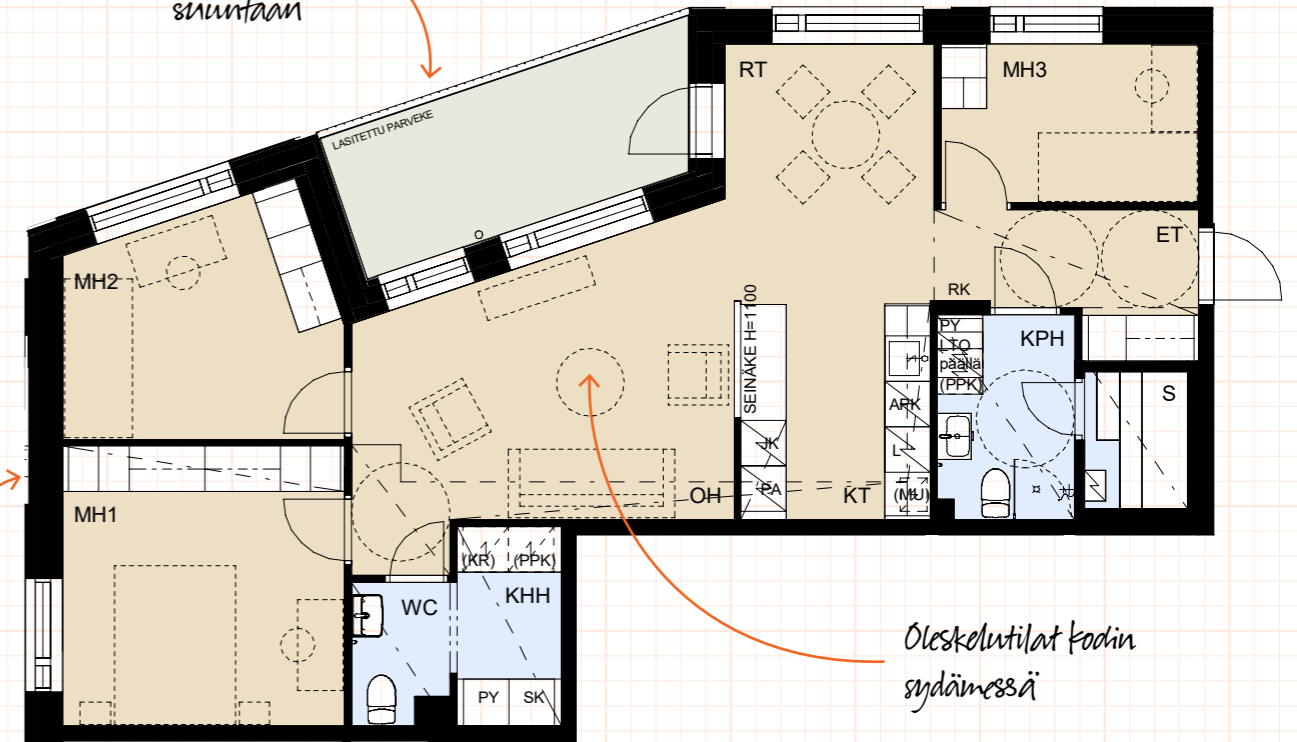 suuntaan
RT
MH3
LASITETTU PARVEKE
ET
MH2
RK
SEINÄKE H=1100
PY
LTO
päällä
(PPK)
KPH
S
APK
JK
L
PA
OH
KT
(MU)
MH1
(KR)
(PPK)
WC
KHH
PY
SK
Oleskelutilat kodin
sydämessä